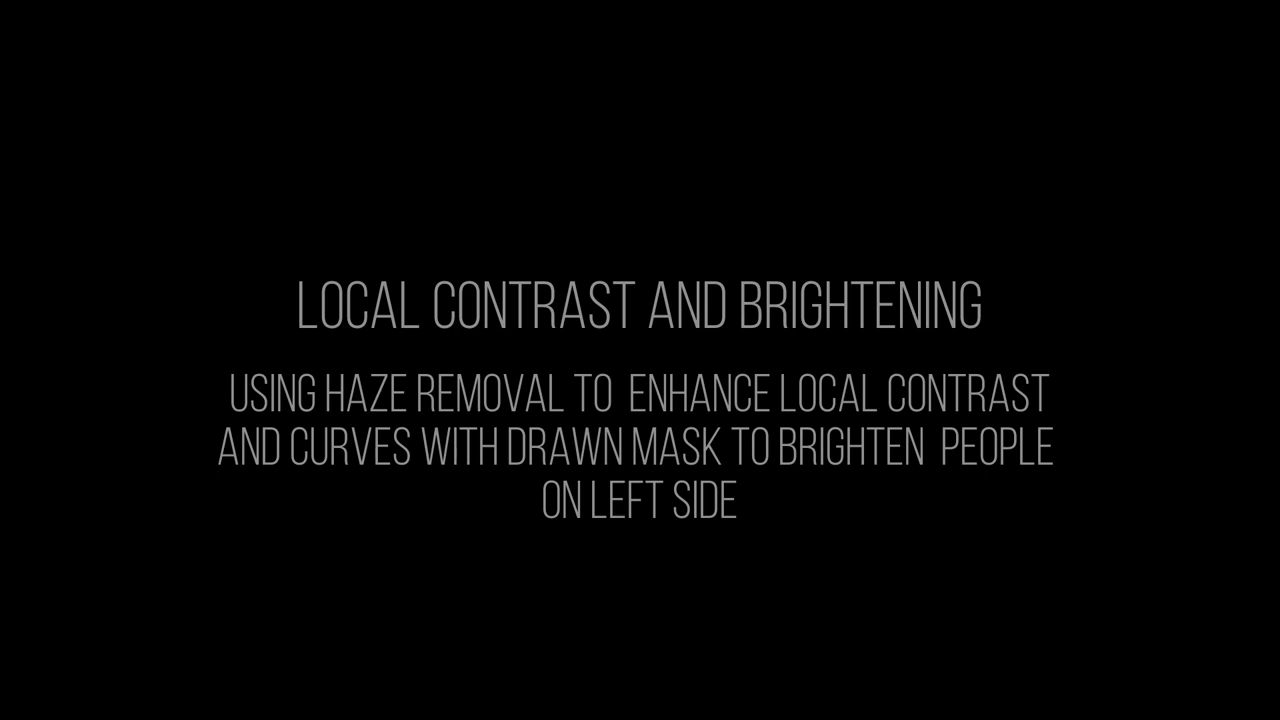 LOCAL CONTRAST AND BRIGHTENING
USING HAZE REMOVAL TO ENHANCE LOCAL CONTRAST
AND CURVES WITH DRAWN MASK TO BRIGHTEN PEOPLE
ON LEFT SIDE